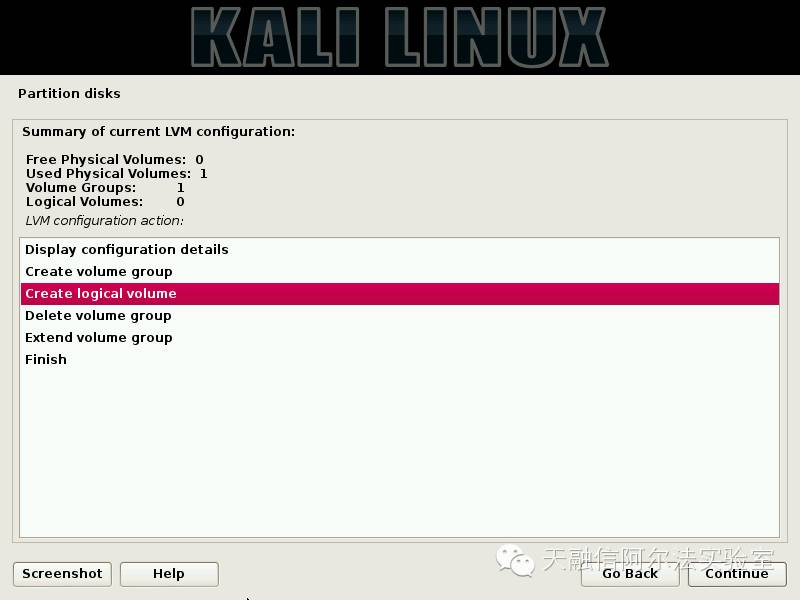 KALI LINUX
Partition disks
Summary of current LVM configuration:
Free Physical Volumes: 0
Used Physical Volumes: 1
Volume Groups: 1
Logical Volumes: 0
LVM configuration action:
Display configuration details
Create volume group
Create logical volume
Delete volume group
Extend volume group
Finish
天融信阿尔法实验室
Screenshot Help Go Back Continue